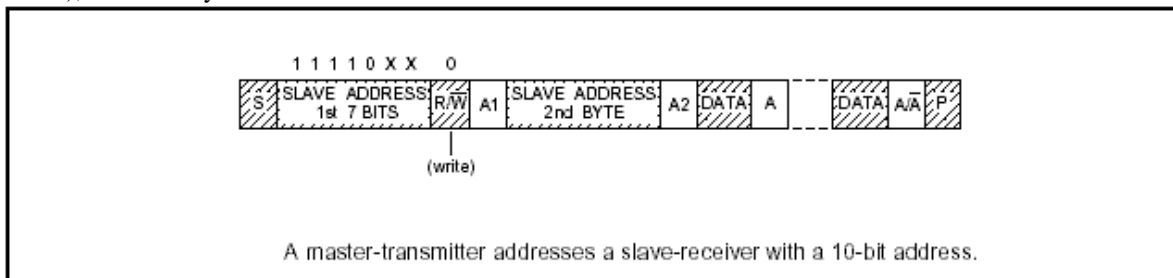 1 1 1 1 0 X X 0
S SLAVE ADDRESS 1st 7 BITS R/W̅ A1 SLAVE ADDRESS 2nd BYTE A2 DATA A DATA A/A̅ P
(write)
A master-transmitter addresses a slave-receiver with a 10-bit address.